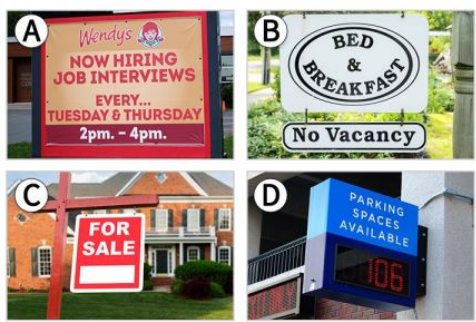 A
Wendy's
NOW HIRING
JOB INTERVIEWS
EVERY...
TUESDAY & THURSDAY
2pm. – 4pm.
B
BED
&
BREAKFAST
No Vacancy
C
FOR
SALE
D
PARKING
SPACES
AVAILABLE
106